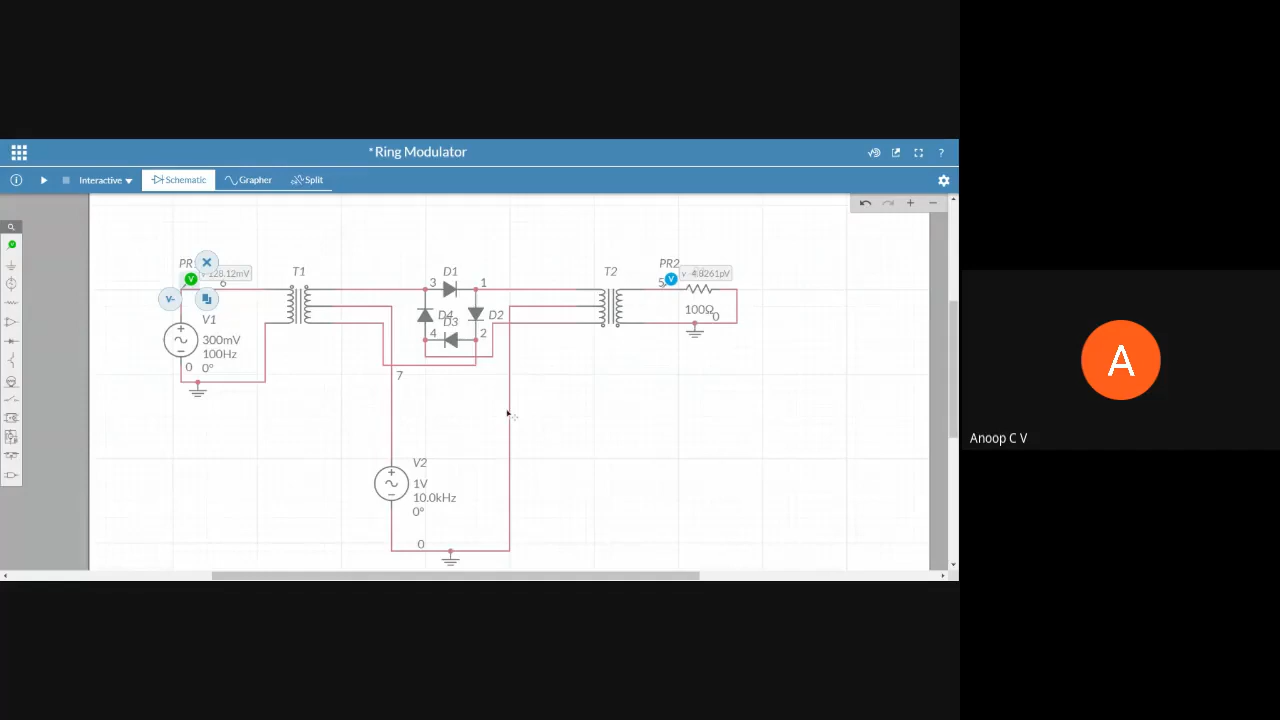 *Ring Modulator
?
Interactive
Schematic
Grapher
Split
PR
V
v 128.12mV
6
V-
V1
300mV
100Hz
0°
0
T1
3
D1
1
D4
D3
D2
4
2
7
T2
PR2
5
V
v -4.8261pV
100Ω
0
V2
1V
10.0kHz
0°
0
A
Anoop C V